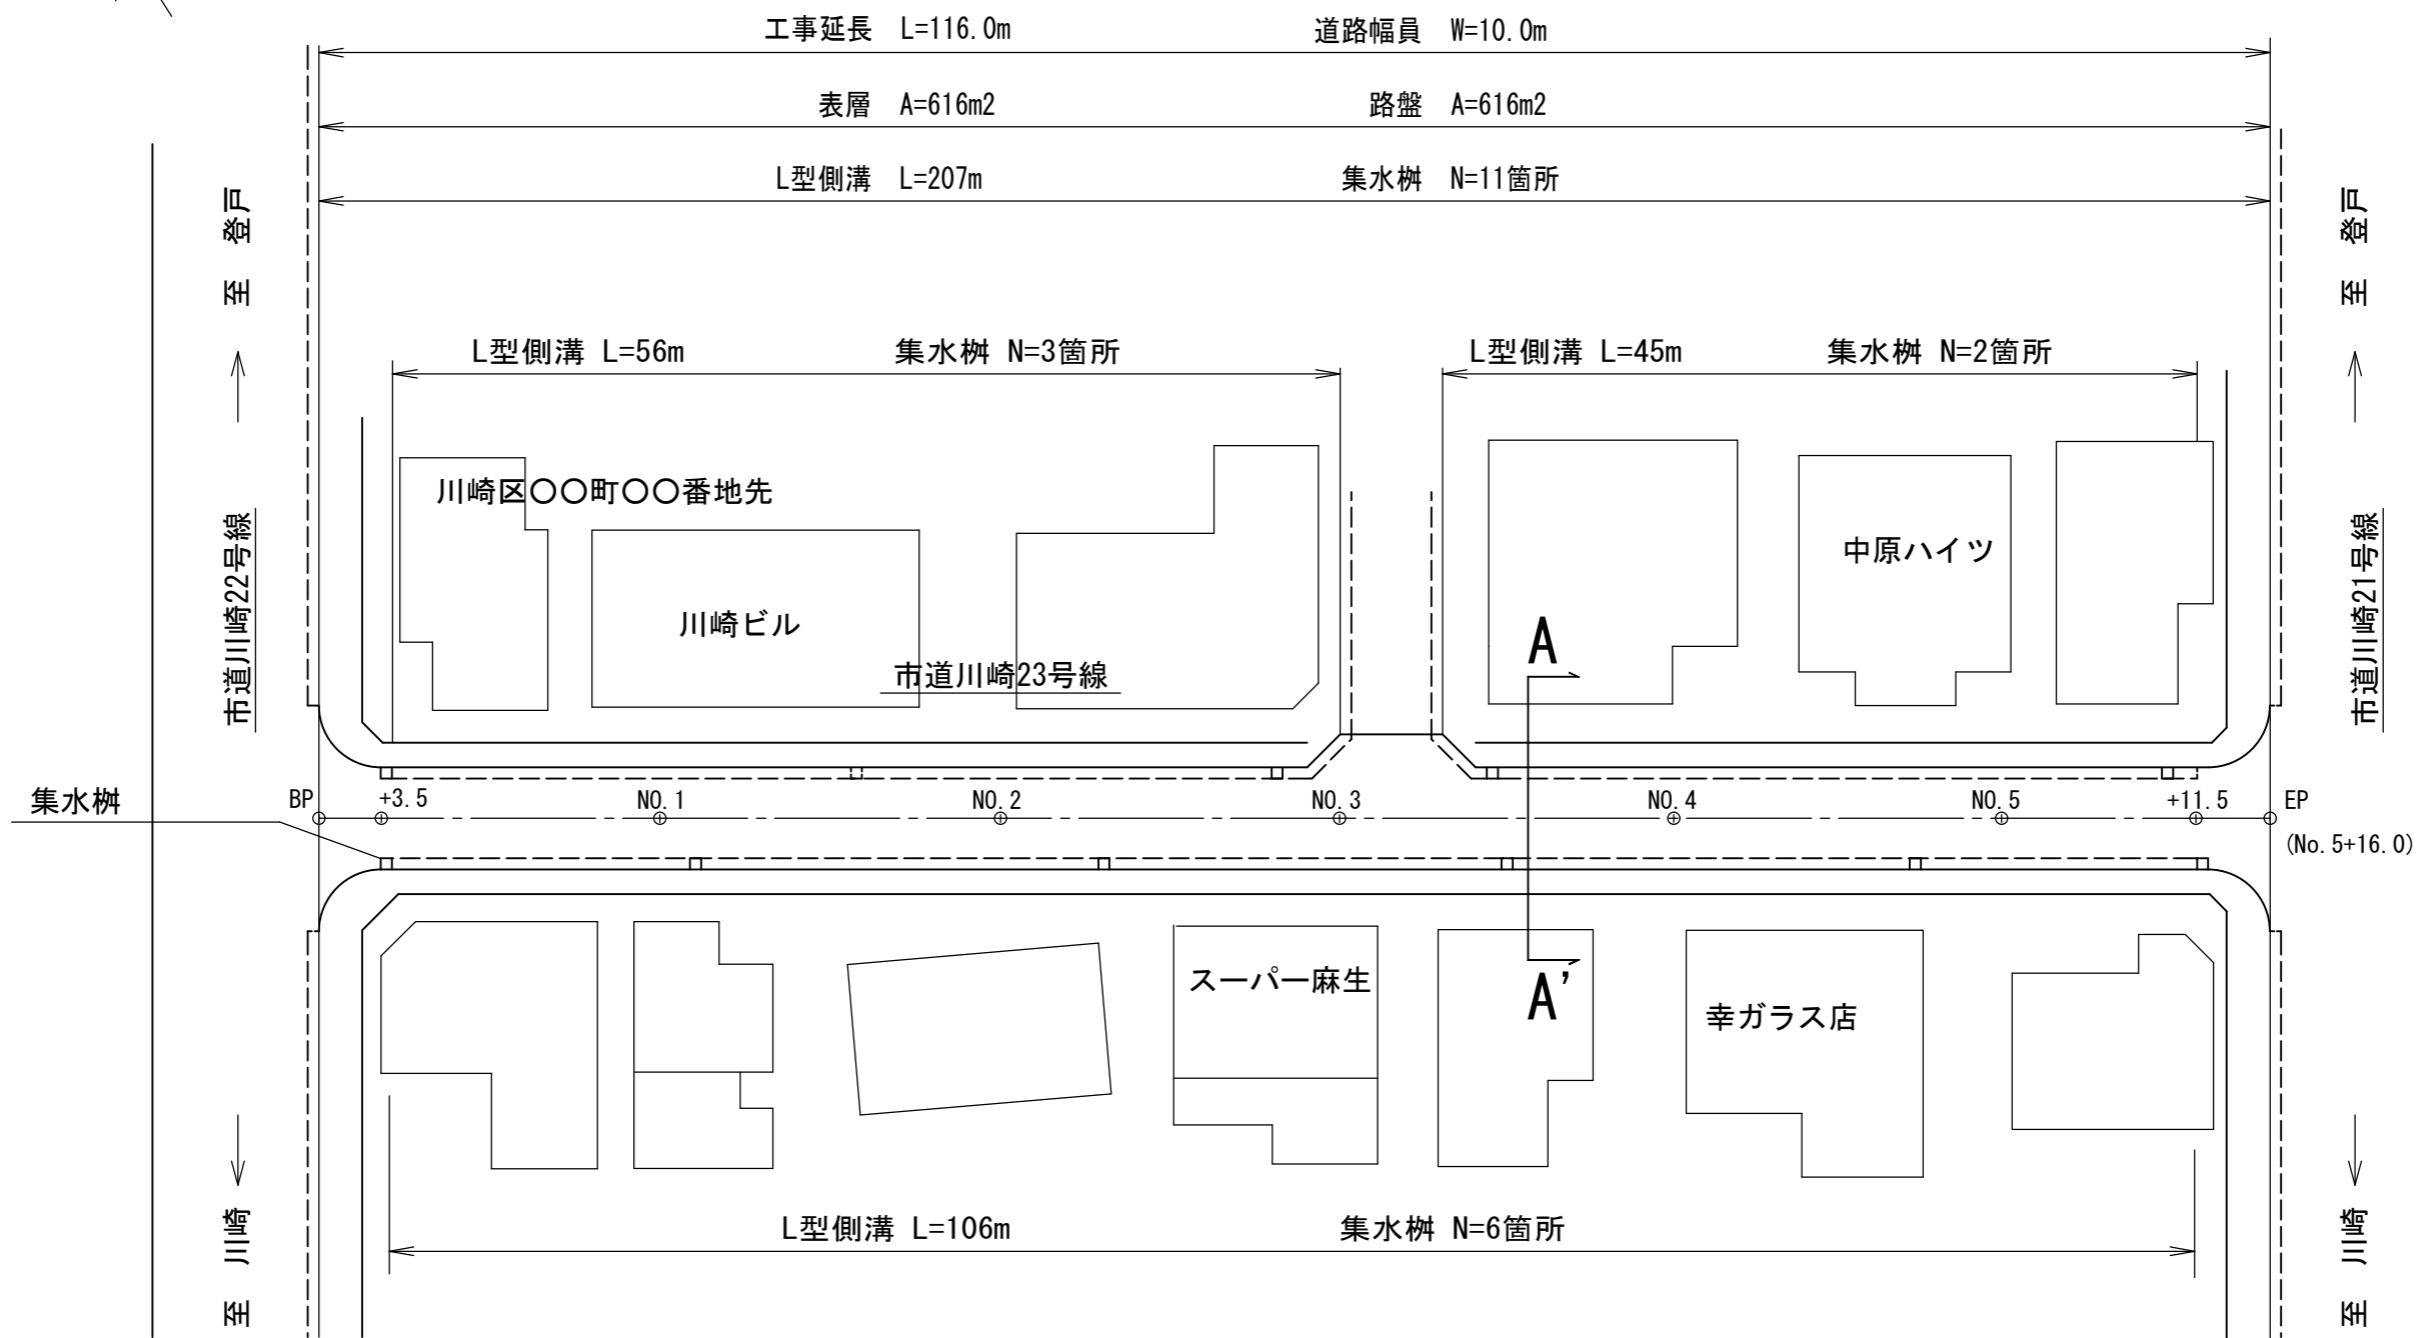 工事延長 L=116.0m
道路幅員 W=10.0m
表層 A=616m2
路盤 A=616m2
L型側溝 L=207m
集水桝 N=11箇所
至 登戸
至 登戸
L型側溝 L=56m
集水桝 N=3箇所
L型側溝 L=45m
集水桝 N=2箇所
川崎区〇〇町〇〇番地先
市道川崎22号線
川崎ビル
市道川崎23号線
A
中原ハイツ
市道川崎21号線
集水桝
BP
+3.5
NO.1
NO.2
NO.3
NO.4
NO.5
+11.5
EP
(No.5+16.0)
スーパー麻生
A’
幸ガラス店
L型側溝 L=106m
集水桝 N=6箇所
至 川崎
至 川崎